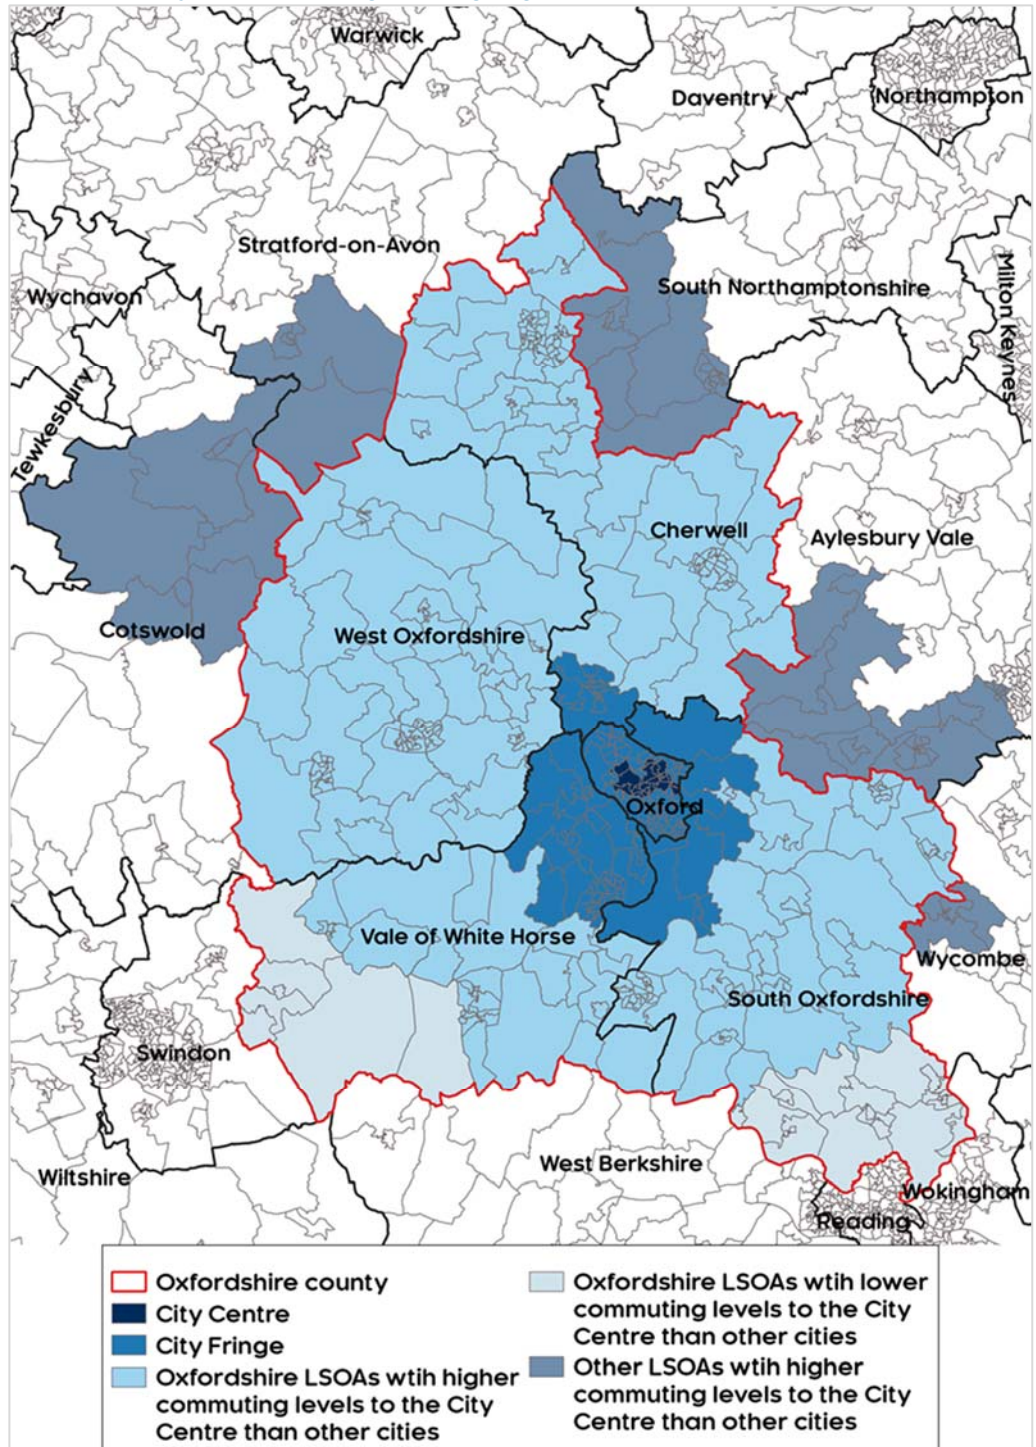 Warwick
Daventry
Northampton
Stratford-on-Avon
Wychavon
South Northamptonshire
Milton Keynes
Tewkesbury
Cherwell
Aylesbury Vale
Cotswold
West Oxfordshire
Oxford
Vale of White Horse
Wycombe
South Oxfordshire
Swindon
Wiltshire
West Berkshire
Wokingham
Reading
Oxfordshire county
City Centre
City Fringe
Oxfordshire LSOAs wtih higher
commuting levels to the City
Centre than other cities
Oxfordshire LSOAs wtih lower
commuting levels to the City
Centre than other cities
Other LSOAs wtih higher
commuting levels to the City
Centre than other cities